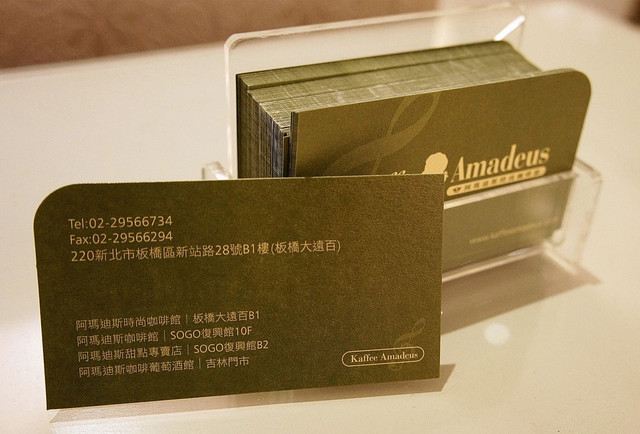 Amadeus
Tel:02-29566734
Fax:02-29566294
220新北市板橋區新站路28號B1樓(板橋大遠百)
阿瑪迪斯時尚咖啡館｜板橋大遠百B1
阿瑪迪斯咖啡館｜SOGO復興館10F
阿瑪迪斯甜點專賣店｜SOGO復興館B2
阿瑪迪斯咖啡葡萄酒館｜吉林門市
Kaffee Amadeus